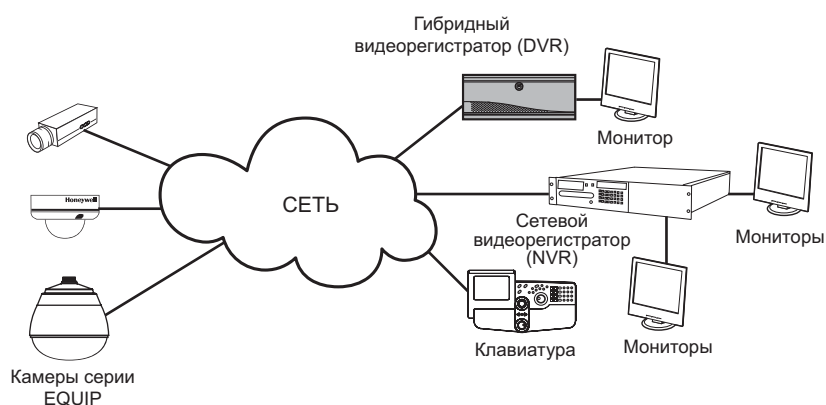 Гибридный
видеорегистратор (DVR)
Монитор
Honeywell
СЕТЬ
Сетевой
видеорегистратор
(NVR)
Мониторы
Клавиатура
Мониторы
Камеры серии
EQUIP